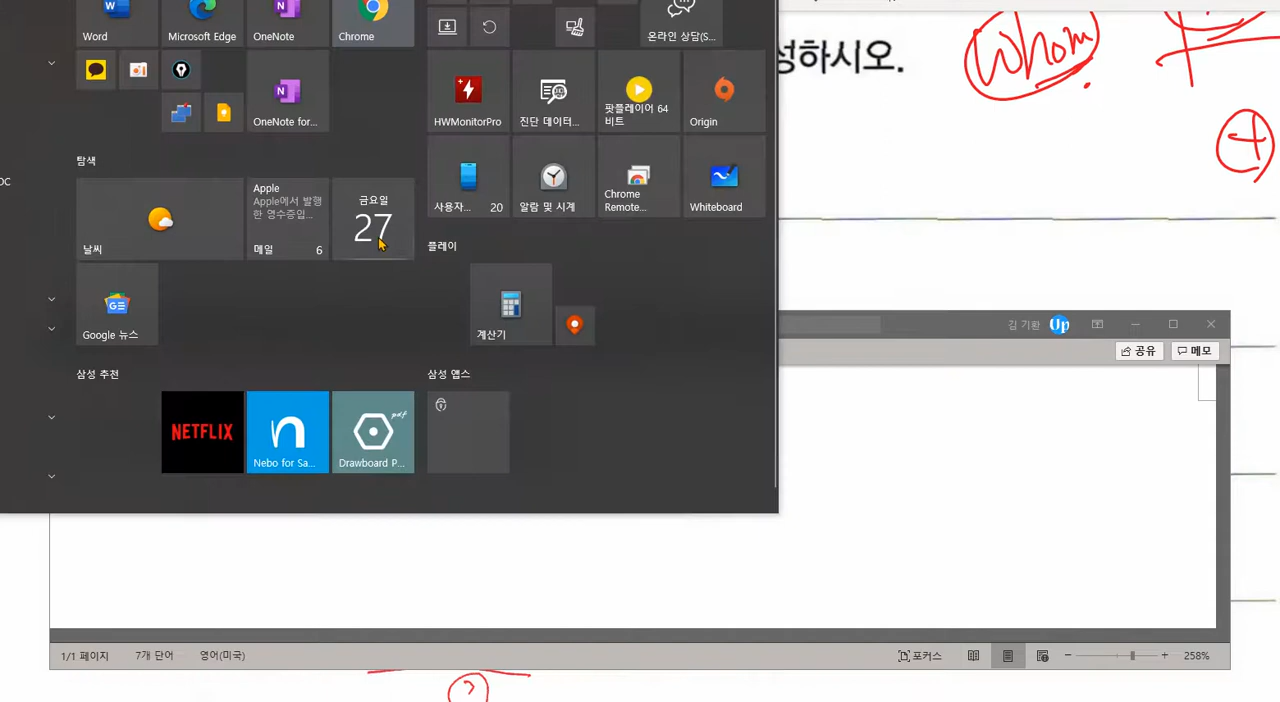 Word
Microsoft Edge
OneNote
Chrome
온라인 상담(S...
성하시오.
Whom
OneNote for...
HWMonitorPro
진단 데이터...
팟플레이어 64
비트
Origin
탐색
DC
Apple
Apple에서 발행
한 영수증입...
메일 6
금요일
27
날씨
사용자... 20
알람 및 시계
Chrome
Remote...
Whiteboard
플레이
Google 뉴스
GE
계산기
김 기환
Up
공유
메모
삼성 추천
삼성 앱스
NETFLIX
n
Nebo for Sa...
pdf
Drawboard P...
1/1 페이지
7개 단어
영어(미국)
포커스
258%